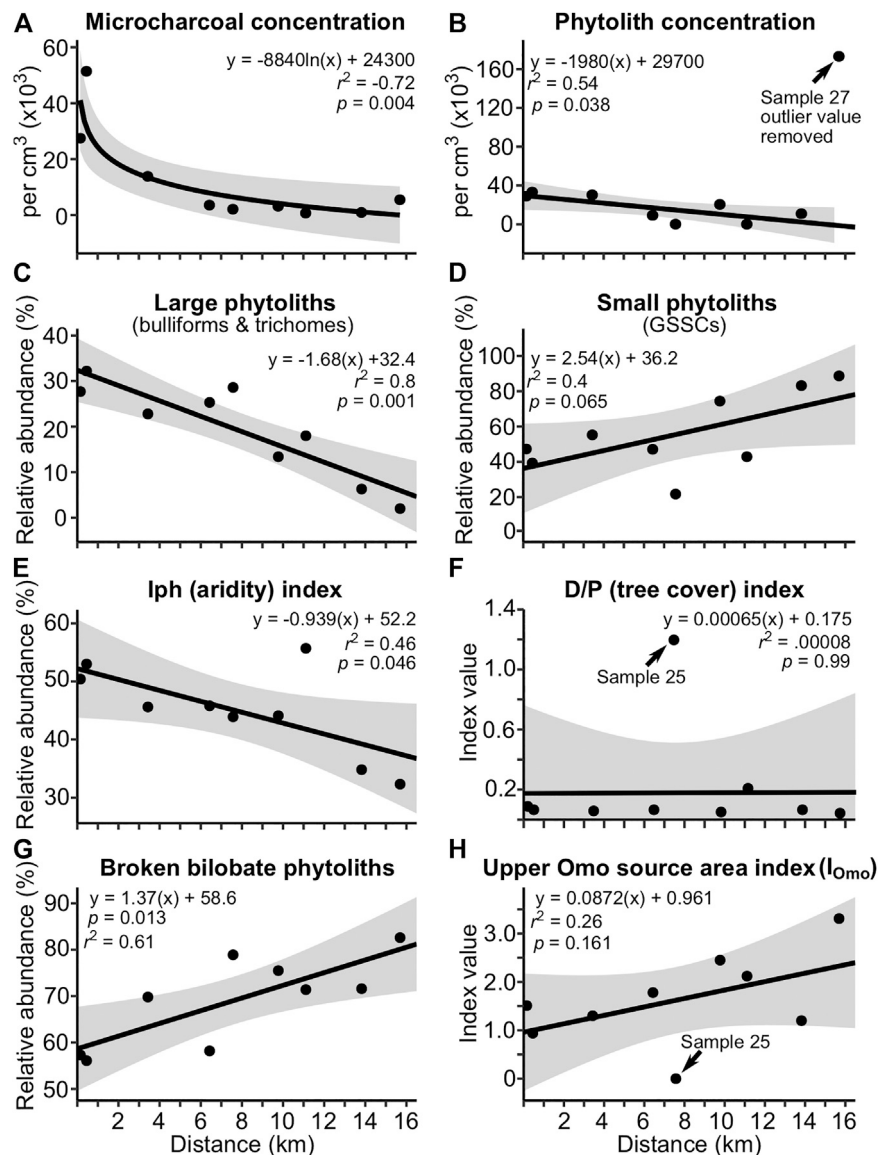 A Microcharcoal concentration
60
40
20
0
per cm3 (x103)
y = -8840ln(x) + 24300
r2 = -0.72
p = 0.004
B Phytolith concentration
160
120
80
40
0
per cm3 (x103)
y = -1980(x) + 29700
r2 = 0.54
p = 0.038
Sample 27
outlier value
removed
C Large phytoliths
(bulliforms & trichomes)
40
30
20
10
0
Relative abundance (%)
y = -1.68(x) +32.4
r2 = 0.8
p = 0.001
D Small phytoliths
(GSSCs)
100
80
60
40
20
0
Relative abundance (%)
y = 2.54(x) + 36.2
r2 = 0.4
p = 0.065
E Iph (aridity) index
60
50
40
30
Relative abundance (%)
y = -0.939(x) + 52.2
r2 = 0.46
p = 0.046
F D/P (tree cover) index
1.4
1.0
0.6
0.2
Index value
y = 0.00065(x) + 0.175
r2 = .00008
p = 0.99
Sample 25
G Broken bilobate phytoliths
90
80
70
60
50
Relative abundance (%)
y = 1.37(x) + 58.6
p = 0.013
r2 = 0.61
2 4 6 8 10 12 14 16
Distance (km)
H Upper Omo source area index (IOmo)
3.0
2.0
1.0
0
Index value
y = 0.0872(x) + 0.961
r2 = 0.26
p = 0.161
Sample 25
2 4 6 8 10 12 14 16
Distance (km)